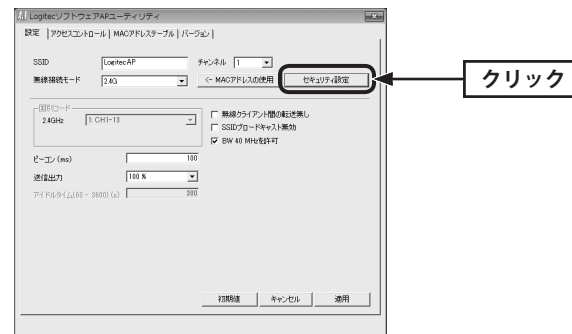 LogitecソフトウェアAPユーティリティ
設定 アクセスコントロール MACアドレステーブル バージョン
SSID LogitecAP チャンネル 1
無線接続モード 2.4G <- MACアドレスの使用 セキュリティ設定
クリック
国別コード
2.4GHz 1: CH1-13
無線クライアント間の転送無し
SSIDブロードキャスト無効
BW 40 MHzを許可
ビーコン (ms) 100
送信出力 100 %
アイドルタイム(60 - 3600) (s) 300
初期値 キャンセル 適用